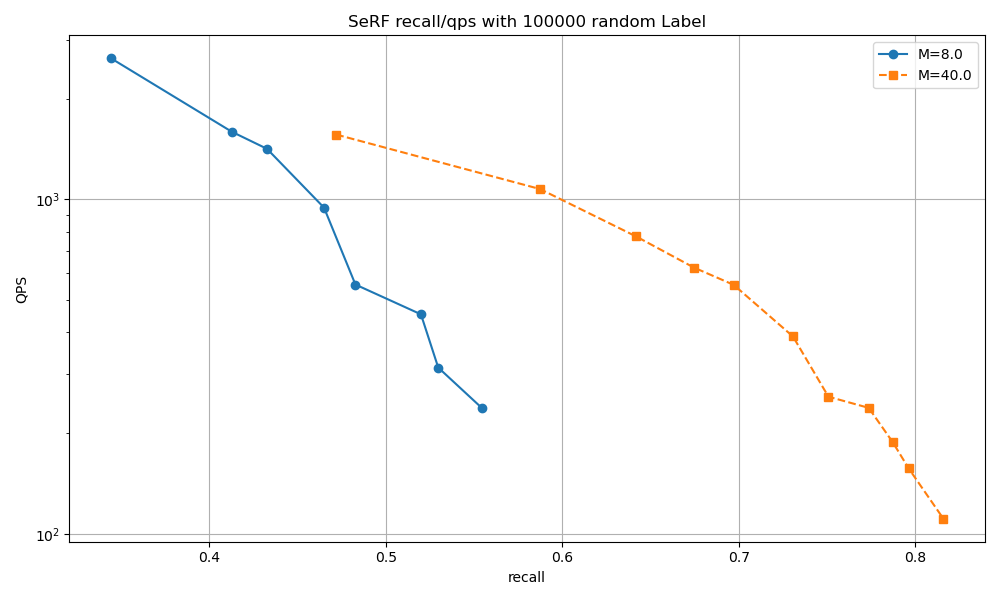 SeRF recall/qps with 100000 random Label
M=8.0
M=40.0
QPS
10³
10²
0.4 0.5 0.6 0.7 0.8
recall